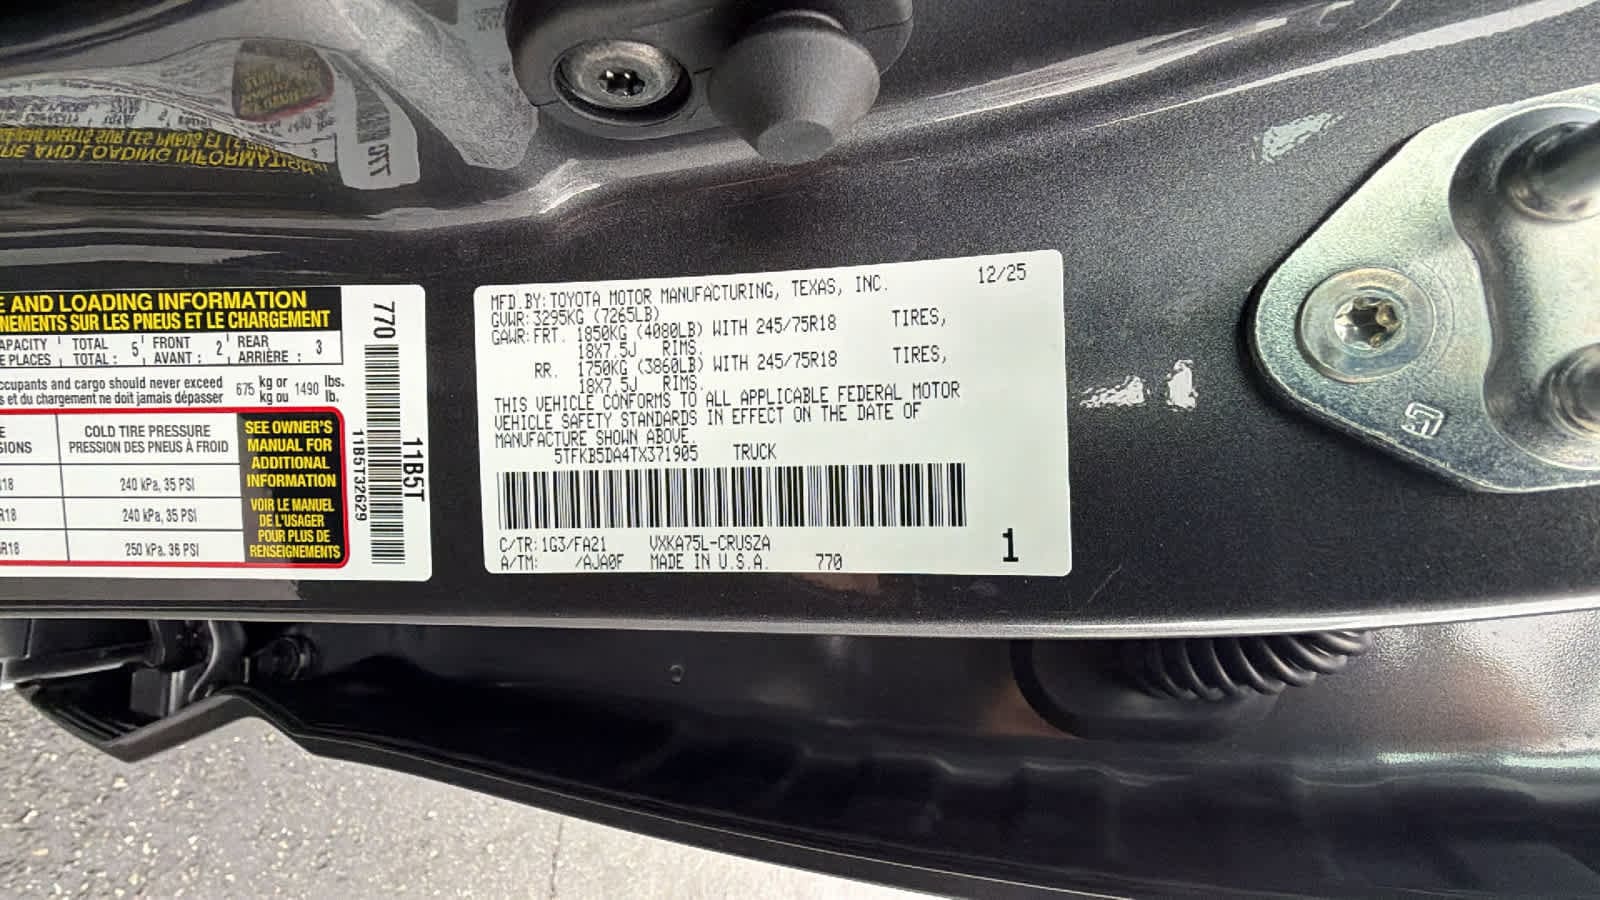 E AND LOADING INFORMATION
NEMENTS SUR LES PNEUS ET LE CHARGEMENT
APACITY TOTAL 5 FRONT 2 REAR 3
E PLACES TOTAL : AVANT : ARRIÈRE :
ccupants and cargo should never exceed 675 kg or 1490 lbs.
s et du chargement ne doit jamais dépasser kg ou lb.
E
SIONS
COLD TIRE PRESSURE
PRESSION DES PNEUS À FROID
R18 240 kPa, 35 PSI
R18 240 kPa, 35 PSI
R18 250 kPa. 36 PSI
SEE OWNER'S
MANUAL FOR
ADDITIONAL
INFORMATION
VOIR LE MANUEL
DE L'USAGER
POUR PLUS DE
RENSEIGNEMENTS
770
11B5T
11B5T32629
MFD.BY:TOYOTA MOTOR MANUFACTURING, TEXAS, INC. 12/25
GVWR:3295KG (7265LB)
GAWR:FRT. 1850KG (4080LB) WITH 245/75R18 TIRES,
18X7.5J RIMS.
RR. 1750KG (3860LB) WITH 245/75R18 TIRES,
18X7.5J RIMS.
THIS VEHICLE CONFORMS TO ALL APPLICABLE FEDERAL MOTOR
VEHICLE SAFETY STANDARDS IN EFFECT ON THE DATE OF
MANUFACTURE SHOWN ABOVE.
5TFKB5DA4TX371905 TRUCK
C/TR:1G3/FA21 VXKA75L-CRUSZA
A/TM: /AJA0F MADE IN U.S.A. 770
1